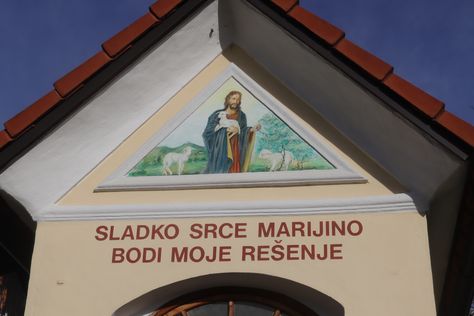 SLADKO SRCE MARIJINO
BODI MOJE REŠENJE